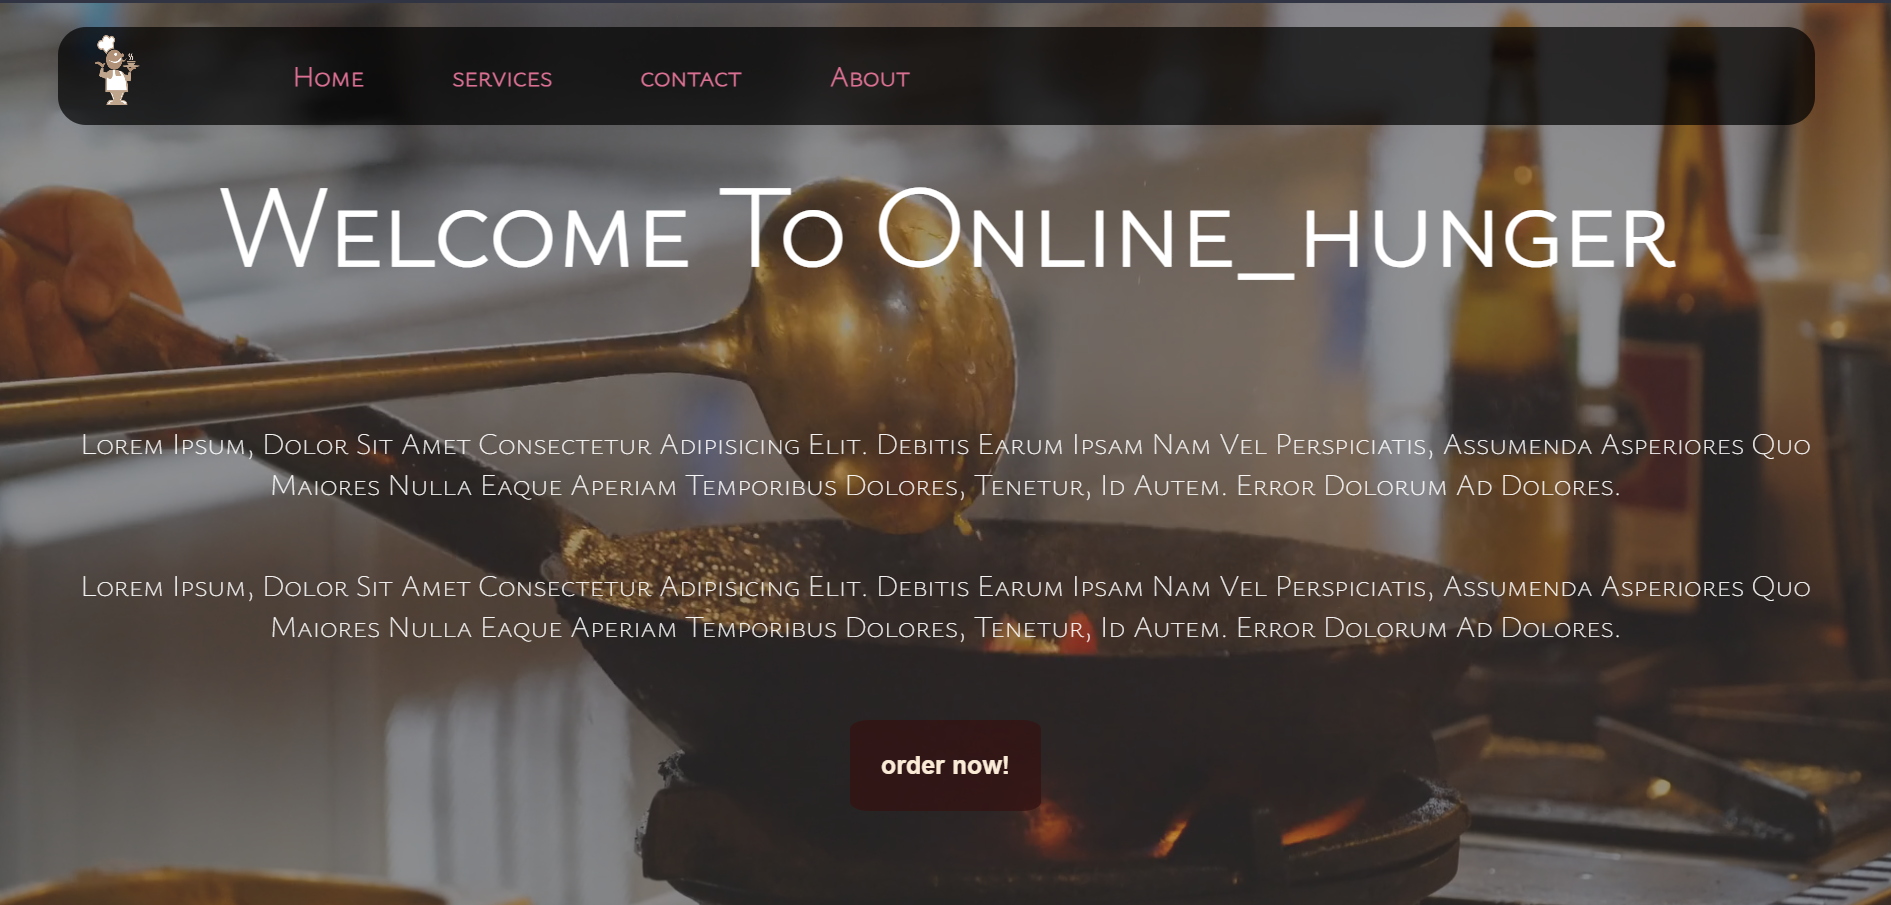 Home services contact About
Welcome To Online_hunger
Lorem Ipsum, Dolor Sit Amet Consectetur Adipisicing Elit. Debitis Earum Ipsam Nam Vel Perspiciatis, Assumenda Asperiores Quo
Maiores Nulla Eaque Aperiam Temporibus Dolores, Tenetur, Id Autem. Error Dolorum Ad Dolores.
Lorem Ipsum, Dolor Sit Amet Consectetur Adipisicing Elit. Debitis Earum Ipsam Nam Vel Perspiciatis, Assumenda Asperiores Quo
Maiores Nulla Eaque Aperiam Temporibus Dolores, Tenetur, Id Autem. Error Dolorum Ad Dolores.
order now!